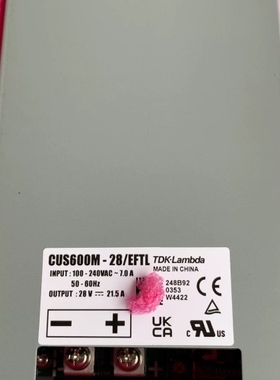 CUS600M - 28/EFTL TDK-Lambda
INPUT : 100 - 240VAC ~ 7.0 A MADE IN CHINA
50 - 60Hz 248B92
OUTPUT : 28 V ⎓ 21.5 A 0353
W4422
− +
UK
CA
c RU US